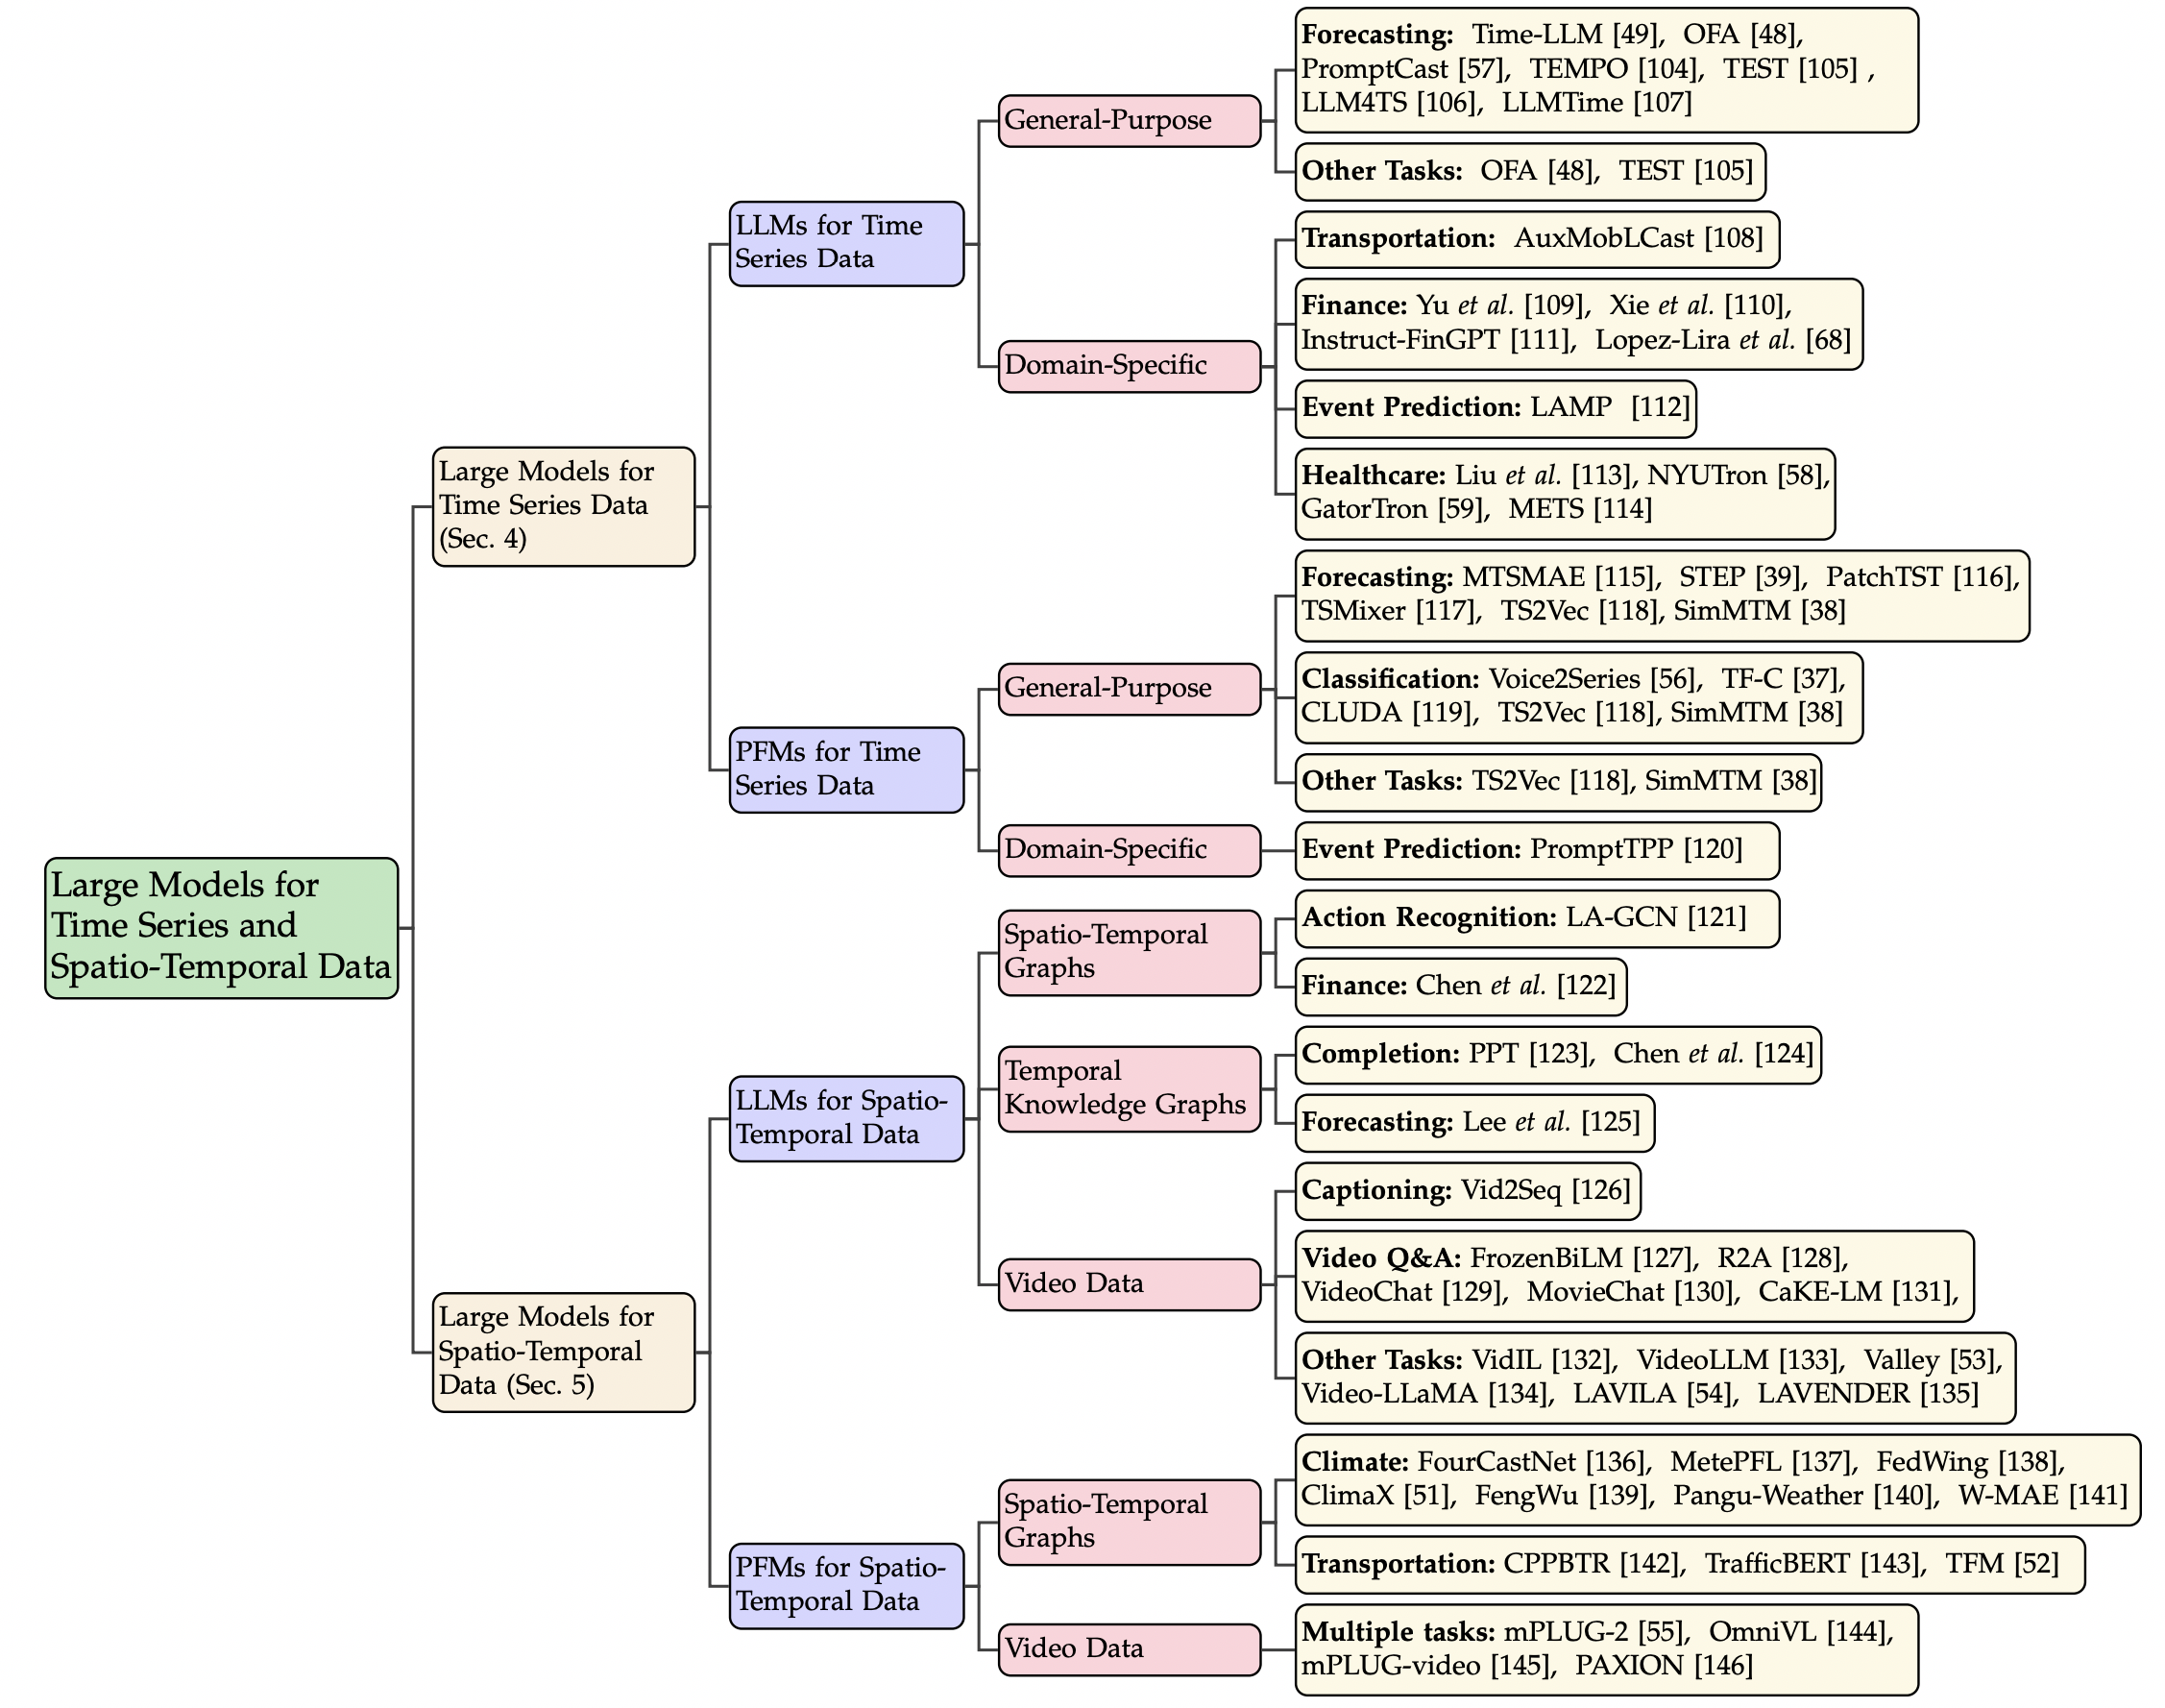 Large Models for
Time Series and
Spatio-Temporal Data
Large Models for
Time Series Data
(Sec. 4)
LLMs for Time
Series Data
General-Purpose
Forecasting: Time-LLM [49], OFA [48],
PromptCast [57], TEMPO [104], TEST [105] ,
LLM4TS [106], LLMTime [107]
Other Tasks: OFA [48], TEST [105]
Domain-Specific
Transportation: AuxMobLCast [108]
Finance: Yu et al. [109], Xie et al. [110],
Instruct-FinGPT [111], Lopez-Lira et al. [68]
Event Prediction: LAMP [112]
Healthcare: Liu et al. [113], NYUTron [58],
GatorTron [59], METS [114]
PFMs for Time
Series Data
General-Purpose
Forecasting: MTSMAE [115], STEP [39], PatchTST [116],
TSMixer [117], TS2Vec [118], SimMTM [38]
Classification: Voice2Series [56], TF-C [37],
CLUDA [119], TS2Vec [118], SimMTM [38]
Other Tasks: TS2Vec [118], SimMTM [38]
Domain-Specific
Event Prediction: PromptTPP [120]
Large Models for
Spatio-Temporal
Data (Sec. 5)
LLMs for Spatio-
Temporal Data
Spatio-Temporal
Graphs
Action Recognition: LA-GCN [121]
Finance: Chen et al. [122]
Temporal
Knowledge Graphs
Completion: PPT [123], Chen et al. [124]
Forecasting: Lee et al. [125]
Video Data
Captioning: Vid2Seq [126]
Video Q&A: FrozenBiLM [127], R2A [128],
VideoChat [129], MovieChat [130], CaKE-LM [131],
Other Tasks: VidIL [132], VideoLLM [133], Valley [53],
Video-LLaMA [134], LAVILA [54], LAVENDER [135]
PFMs for Spatio-
Temporal Data
Spatio-Temporal
Graphs
Climate: FourCastNet [136], MetePFL [137], FedWing [138],
ClimaX [51], FengWu [139], Pangu-Weather [140], W-MAE [141]
Transportation: CPPBTR [142], TrafficBERT [143], TFM [52]
Video Data
Multiple tasks: mPLUG-2 [55], OmniVL [144],
mPLUG-video [145], PAXION [146]